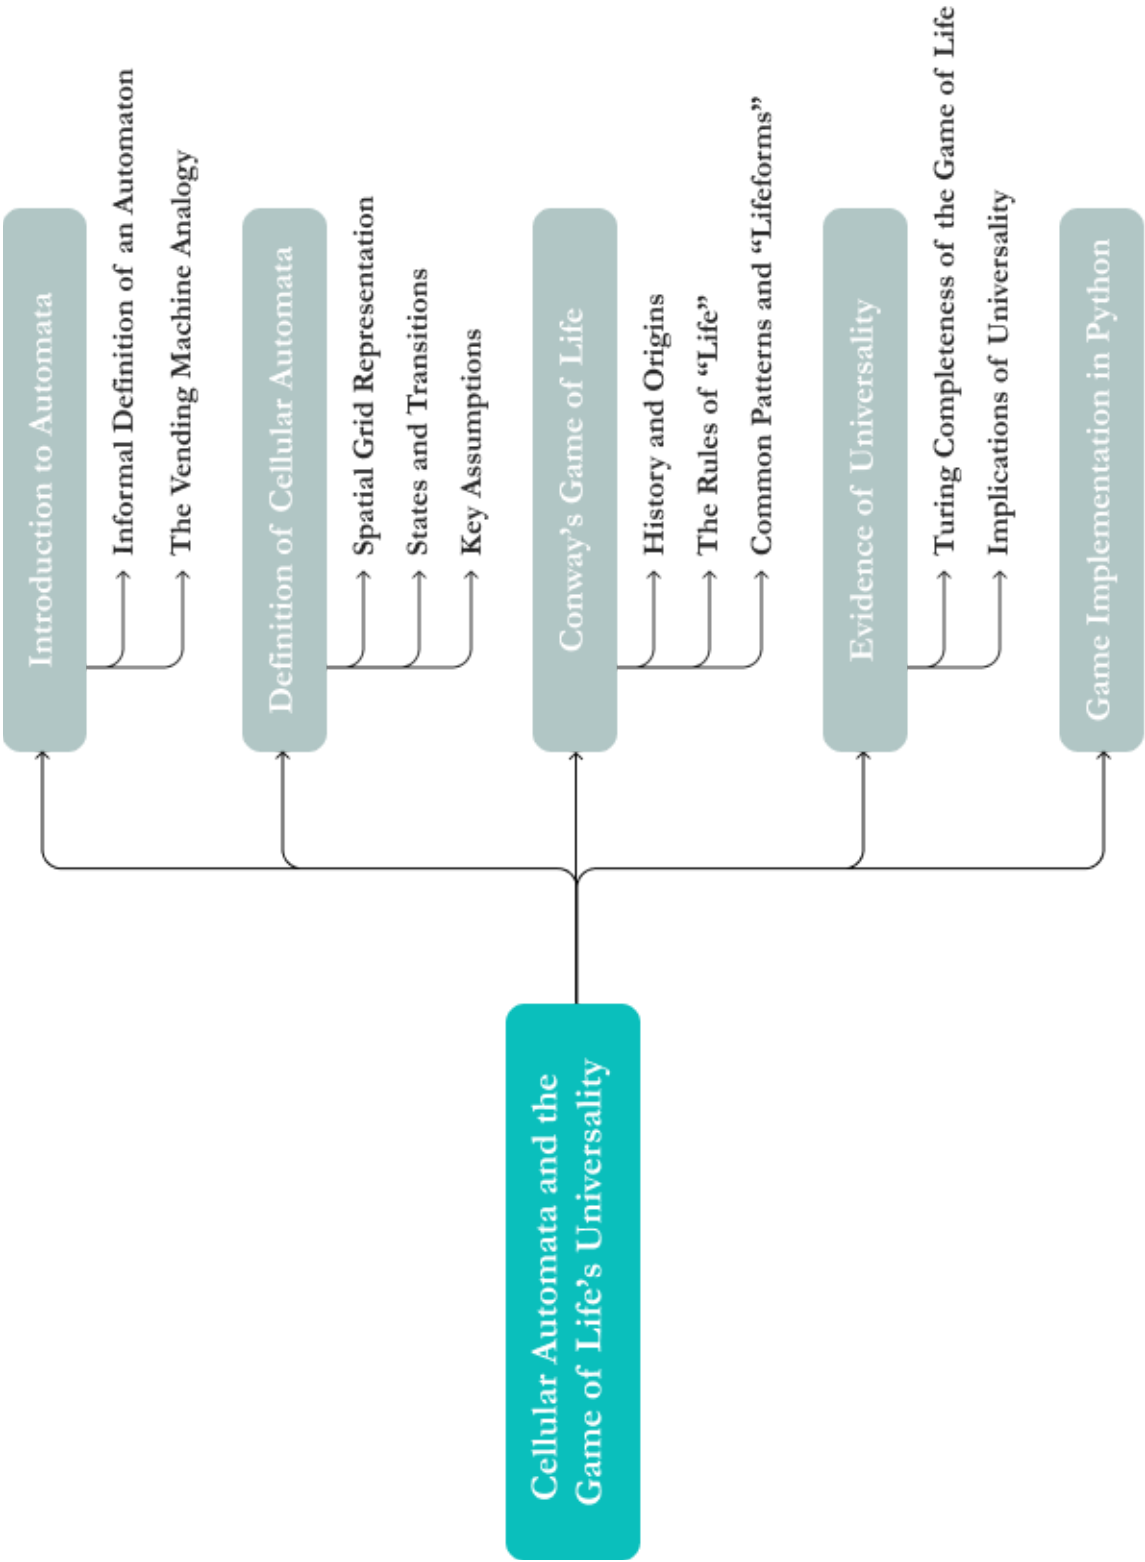 Cellular Automata and the
Game of Life's Universality
Introduction to Automata
Informal Definition of an Automaton
The Vending Machine Analogy
Definition of Cellular Automata
Spatial Grid Representation
States and Transitions
Key Assumptions
Conway's Game of Life
History and Origins
The Rules of “Life”
Common Patterns and “Lifeforms”
Evidence of Universality
Turing Completeness of the Game of Life
Implications of Universality
Game Implementation in Python